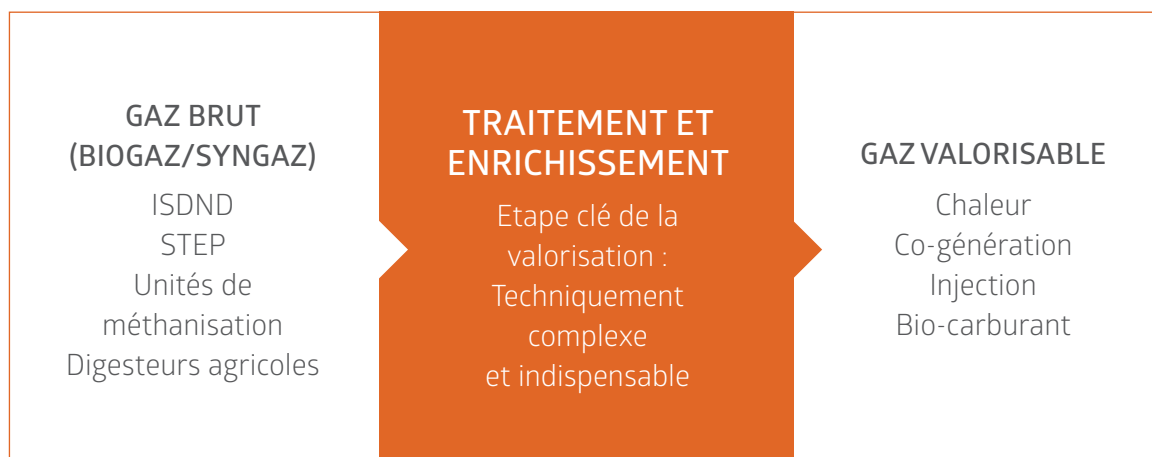 GAZ BRUT
(BIOGAZ/SYNGAZ)
ISDND
STEP
Unités de
méthanisation
Digesteurs agricoles
TRAITEMENT ET
ENRICHISSEMENT
Etape clé de la
valorisation :
Techniquement
complexe
et indispensable
GAZ VALORISABLE
Chaleur
Co-génération
Injection
Bio-carburant